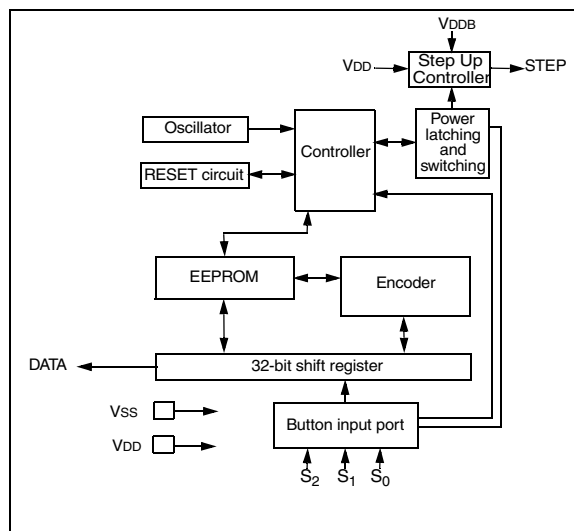 VDDB
VDD
Step Up
Controller
STEP
Oscillator
Controller
Power
latching
and
switching
RESET circuit
EEPROM
Encoder
DATA
32-bit shift register
VSS
Button input port
VDD
S2
S1
S0